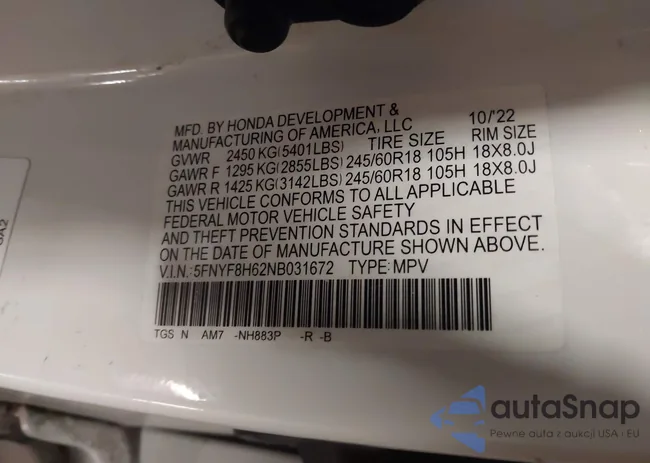 MFD. BY HONDA DEVELOPMENT & 10/'22
MANUFACTURING OF AMERICA, LLC
GVWR 2450 KG(5401LBS) TIRE SIZE RIM SIZE
GAWR F 1295 KG(2855LBS) 245/60R18 105H 18X8.0J
GAWR R 1425 KG(3142LBS) 245/60R18 105H 18X8.0J
THIS VEHICLE CONFORMS TO ALL APPLICABLE
FEDERAL MOTOR VEHICLE SAFETY
AND THEFT PREVENTION STANDARDS IN EFFECT
ON THE DATE OF MANUFACTURE SHOWN ABOVE.
V.I.N.: 5FNYF8H62NB031672 TYPE: MPV
TGS N AM7 -NH883P -R -B
autaSnap
Pewne auta z aukcji USA i EU